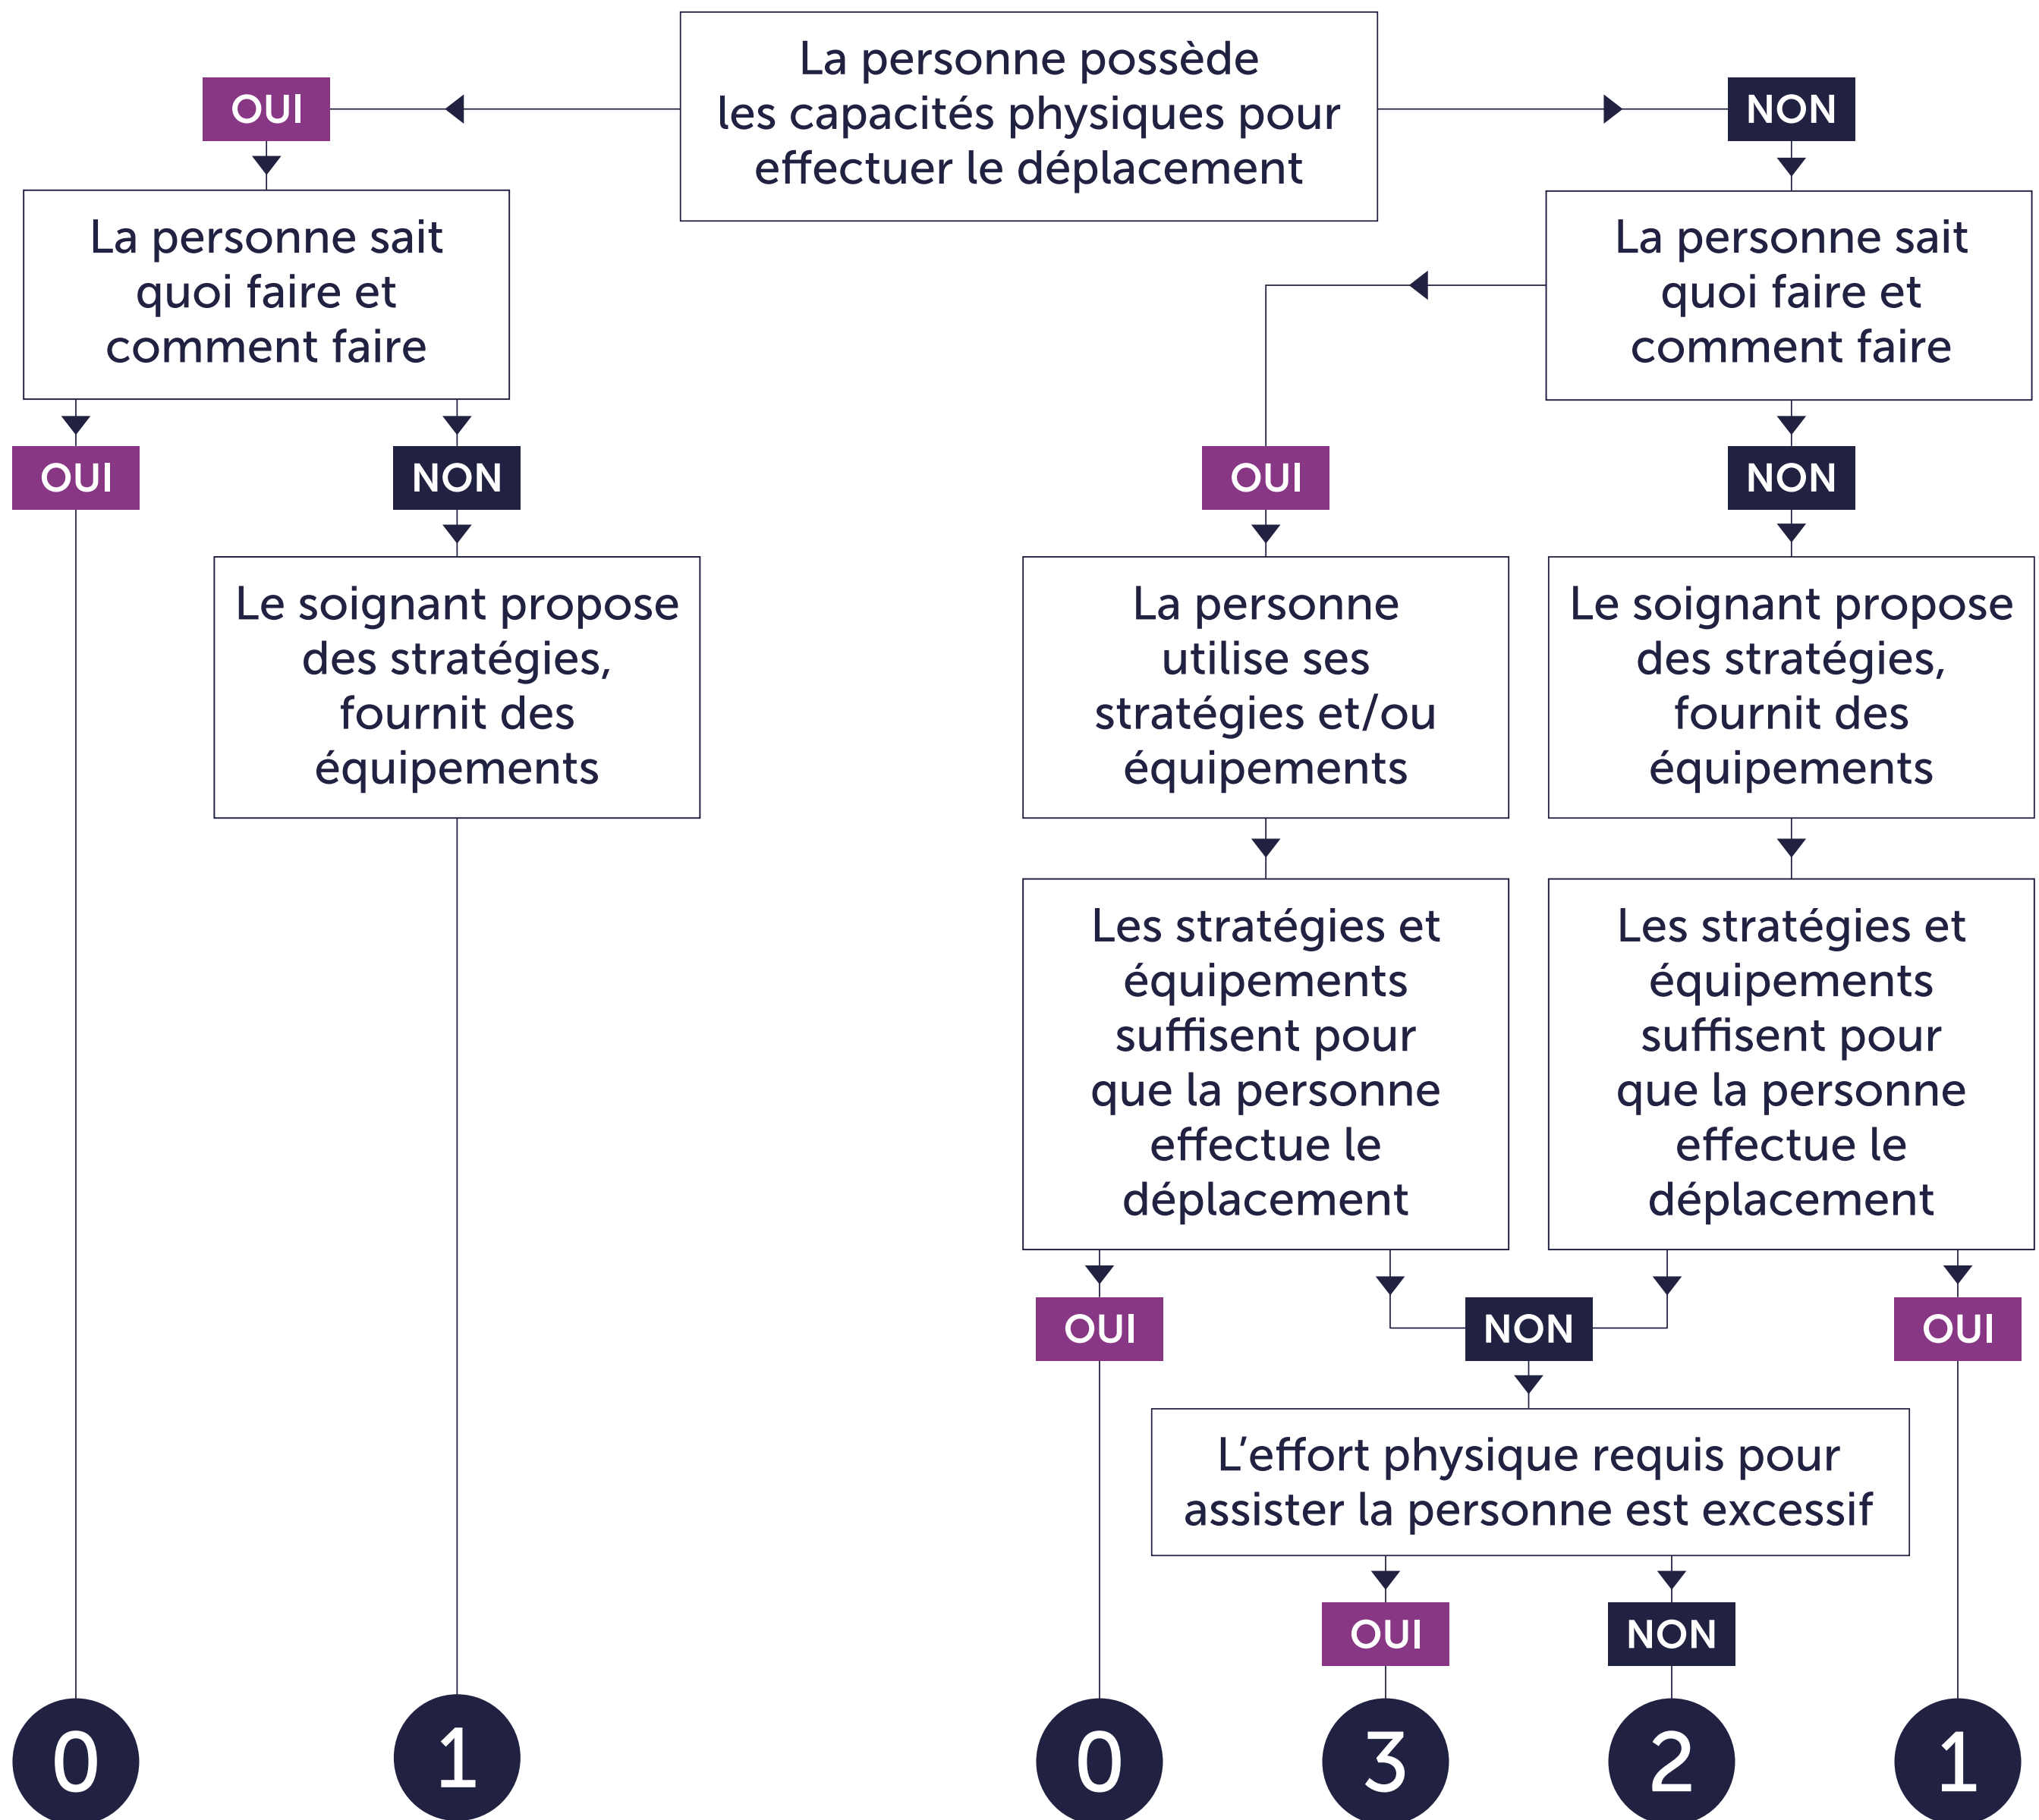 La personne possède
les capacités physiques pour
effectuer le déplacement
OUI
NON
La personne sait
quoi faire et
comment faire
La personne sait
quoi faire et
comment faire
OUI
NON
OUI
NON
Le soignant propose
des stratégies,
fournit des
équipements
La personne
utilise ses
stratégies et/ou
équipements
Le soignant propose
des stratégies,
fournit des
équipements
Les stratégies et
équipements
suffisent pour
que la personne
effectue le
déplacement
Les stratégies et
équipements
suffisent pour
que la personne
effectue le
déplacement
OUI
NON
OUI
L’effort physique requis pour
assister la personne est excessif
OUI
NON
0
1
0
3
2
1